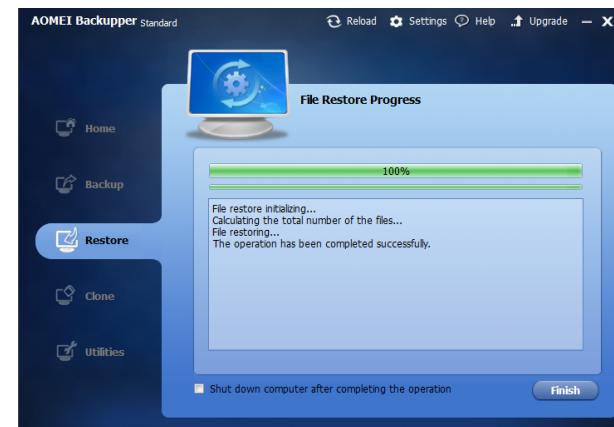 AOMEI Backupper Standard
Reload Settings Help Upgrade
File Restore Progress
Home
Backup
Restore
Clone
Utilities
100%
File restore initializing...
Calculating the total number of the files...
File restoring...
The operation has been completed successfully.
Shut down computer after completing the operation
Finish